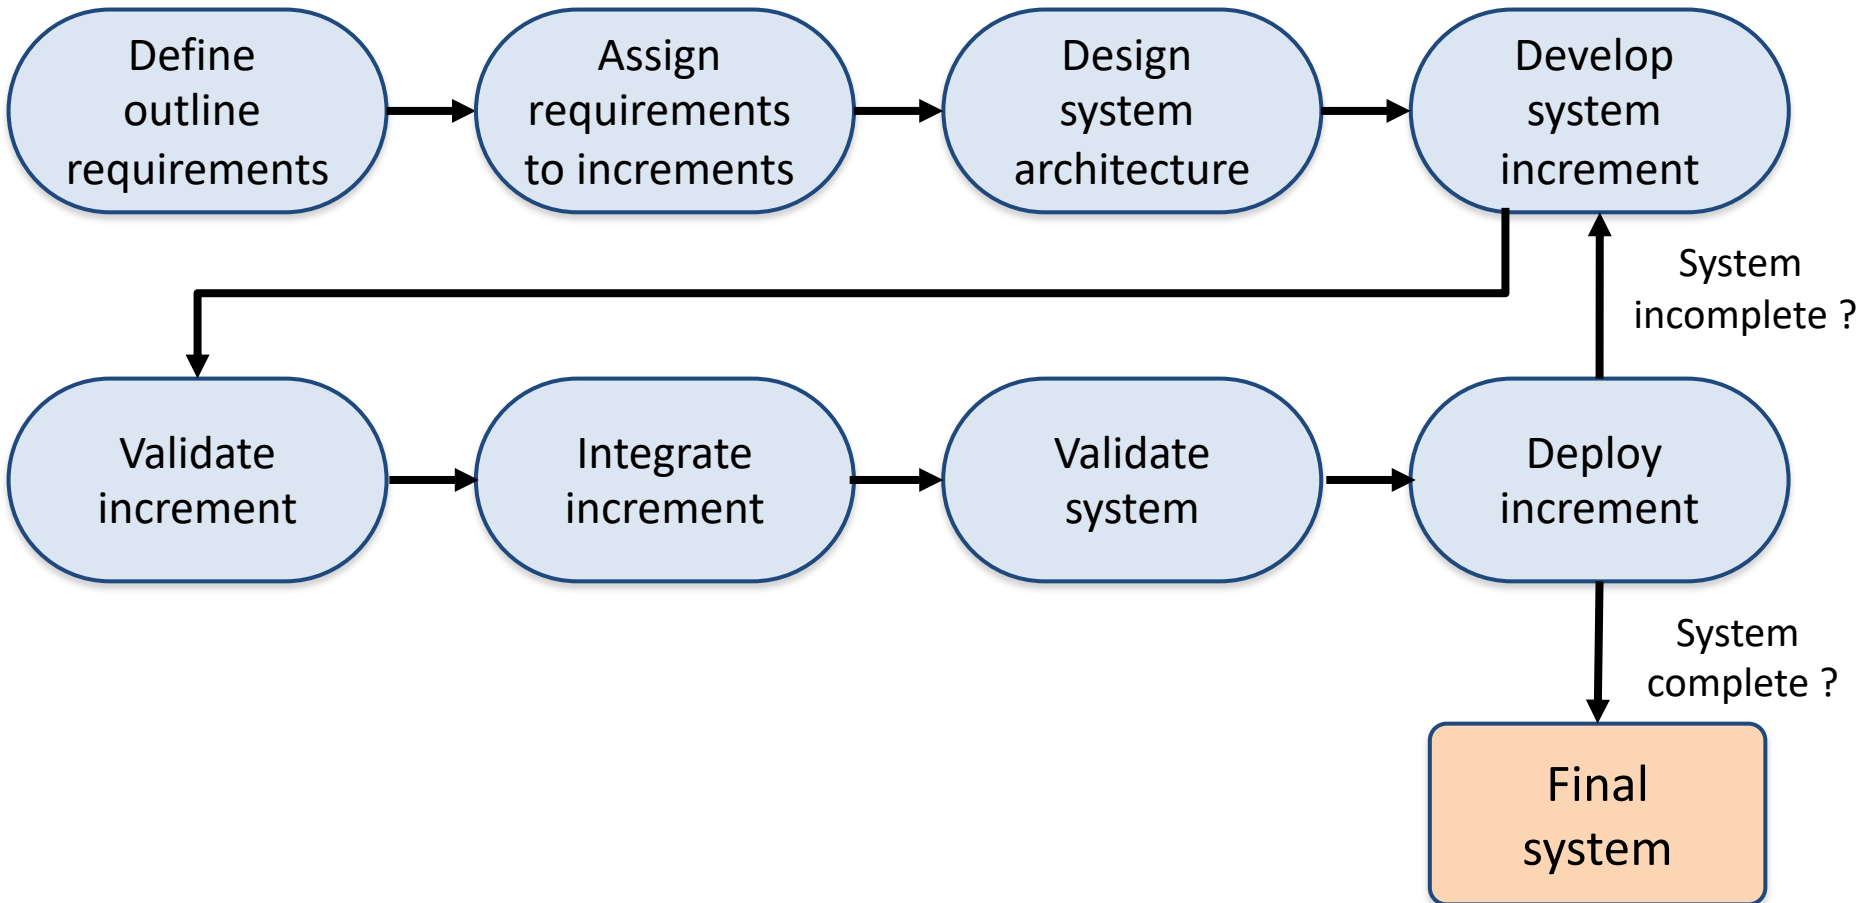 Define
outline
requirements
Assign
requirements
to increments
Design
system
architecture
Develop
system
increment
System
incomplete ?
Validate
increment
Integrate
increment
Validate
system
Deploy
increment
System
complete ?
Final
system